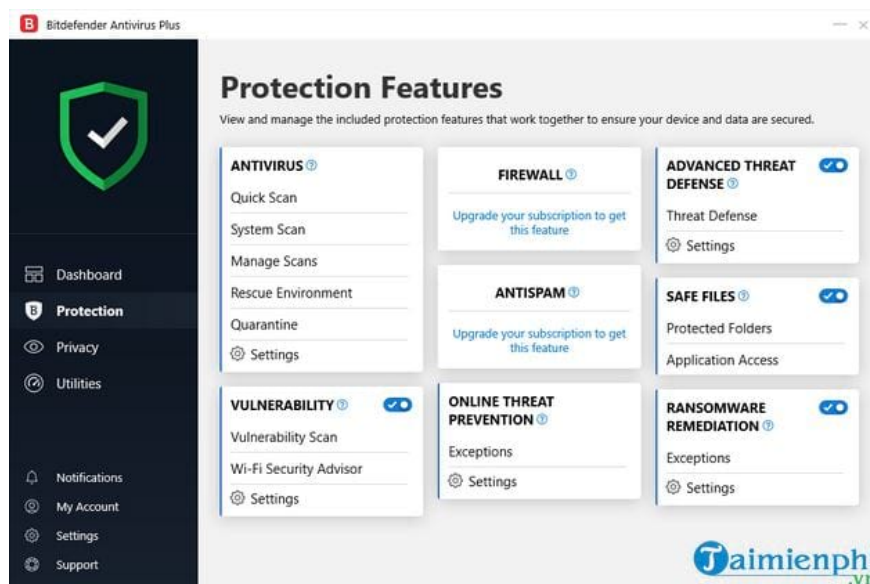 B Bitdefender Antivirus Plus
Protection Features
View and manage the included protection features that work together to ensure your device and data are secured.
Dashboard
B Protection
Privacy
Utilities
Notifications
My Account
Settings
Support
ANTIVIRUS ?
Quick Scan
System Scan
Manage Scans
Rescue Environment
Quarantine
Settings
VULNERABILITY ?
Vulnerability Scan
Wi-Fi Security Advisor
Settings
FIREWALL ?
Upgrade your subscription to get
this feature
ANTISPAM ?
Upgrade your subscription to get
this feature
ONLINE THREAT
PREVENTION ?
Exceptions
Settings
ADVANCED THREAT
DEFENSE ?
Threat Defense
Settings
SAFE FILES ?
Protected Folders
Application Access
RANSOMWARE
REMEDIATION ?
Exceptions
Settings
Taimienph
.vn